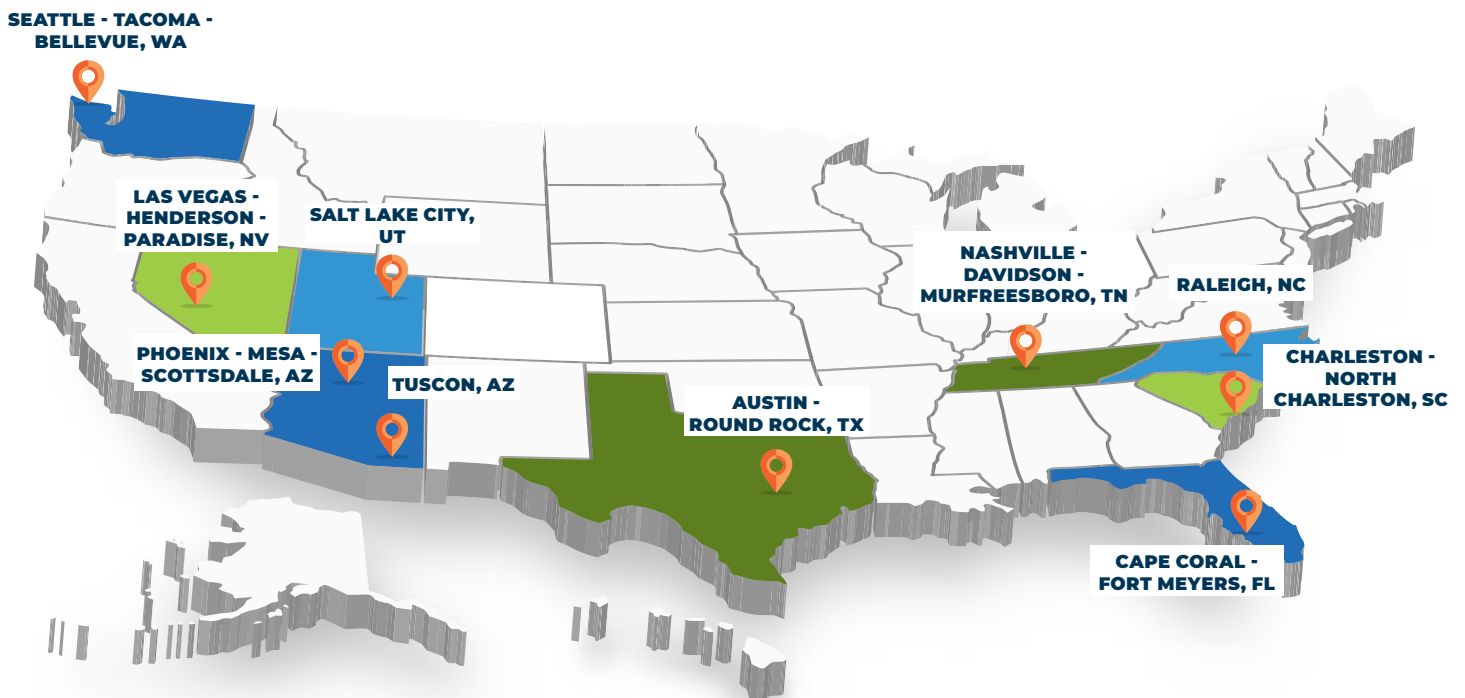 SEATTLE - TACOMA -
BELLEVUE, WA
LAS VEGAS -
HENDERSON -
PARADISE, NV
SALT LAKE CITY,
UT
NASHVILLE -
DAVIDSON -
MURFREESBORO, TN
RALEIGH, NC
PHOENIX - MESA -
SCOTTSDALE, AZ
TUSCON, AZ
AUSTIN -
ROUND ROCK, TX
CHARLESTON -
NORTH
CHARLESTON, SC
CAPE CORAL -
FORT MEYERS, FL